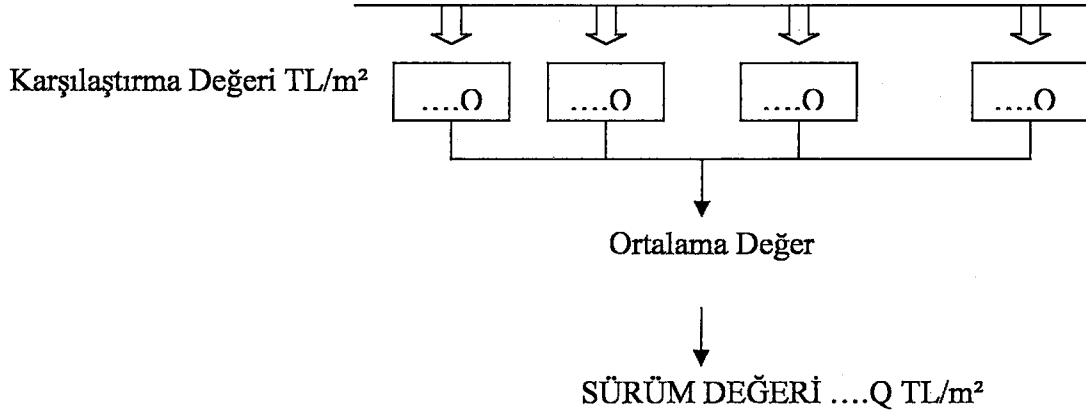 Karşılaştırma Değeri TL/m²
....Q ....Q ....Q ....Q
Ortalama Değer
SÜRÜM DEĞERİ ....Q TL/m²